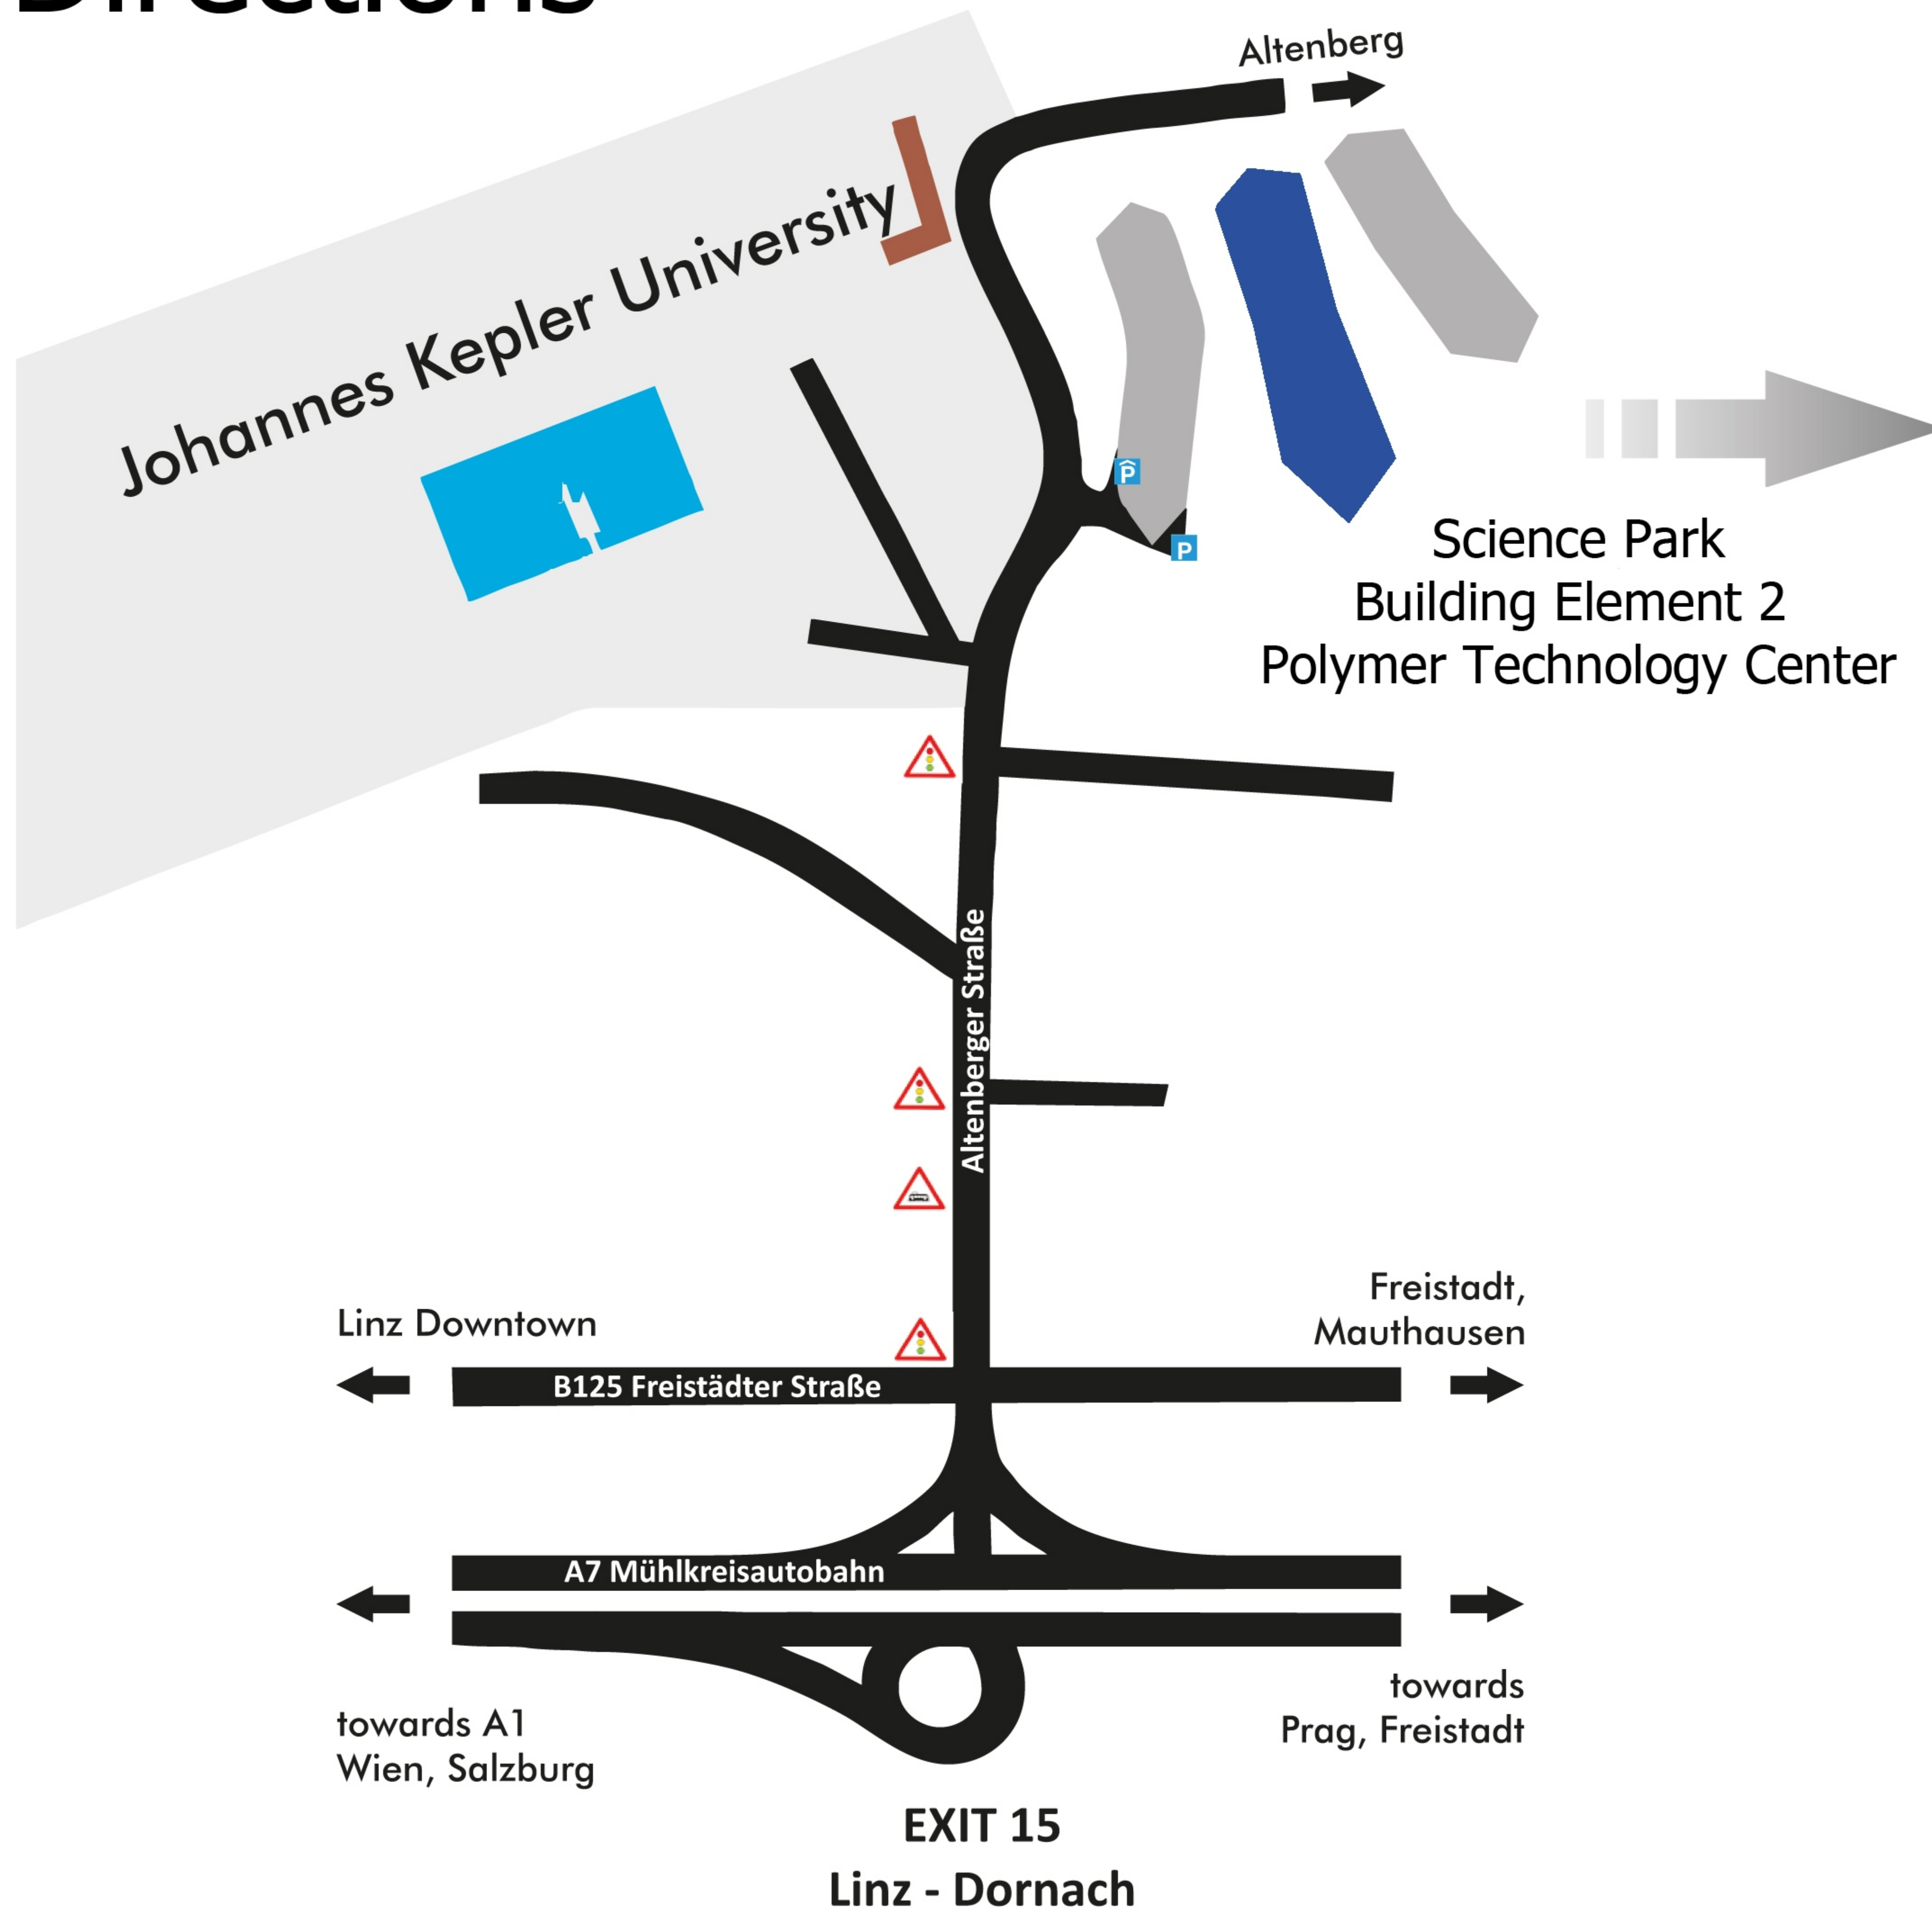 Directions
Altenberg
Johannes Kepler University
P
P
Science Park
Building Element 2
Polymer Technology Center
Altenberger Straße
Linz Downtown
Freistadt,
Mauthausen
B125 Freistädter Straße
A7 Mühlkreisautobahn
towards A1
Wien, Salzburg
towards
Prag, Freistadt
EXIT 15
Linz - Dornach